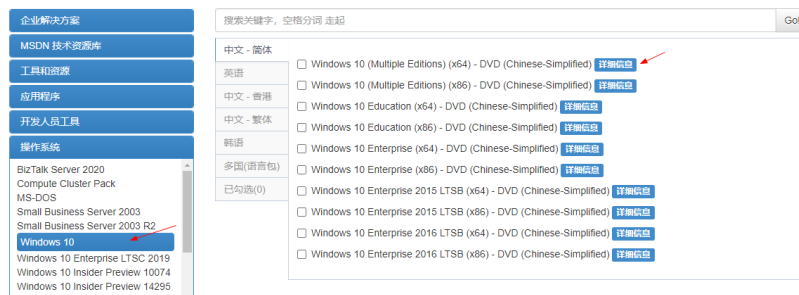 企业解决方案
MSDN 技术资源库
工具和资源
应用程序
开发人员工具
操作系统
BizTalk Server 2020
Compute Cluster Pack
MS-DOS
Small Business Server 2003
Small Business Server 2003 R2
Windows 10
Windows 10 Enterprise LTSC 2019
Windows 10 Insider Preview 10074
Windows 10 Insider Preview 14295
搜索关键字，空格分词 走起 Go!
中文 - 简体
英语
中文 - 香港
中文 - 繁体
韩语
多国(语言包)
已勾选(0)
Windows 10 (Multiple Editions) (x64) - DVD (Chinese-Simplified) 详细信息
Windows 10 (Multiple Editions) (x86) - DVD (Chinese-Simplified) 详细信息
Windows 10 Education (x64) - DVD (Chinese-Simplified) 详细信息
Windows 10 Education (x86) - DVD (Chinese-Simplified) 详细信息
Windows 10 Enterprise (x64) - DVD (Chinese-Simplified) 详细信息
Windows 10 Enterprise (x86) - DVD (Chinese-Simplified) 详细信息
Windows 10 Enterprise 2015 LTSB (x64) - DVD (Chinese-Simplified) 详细信息
Windows 10 Enterprise 2015 LTSB (x86) - DVD (Chinese-Simplified) 详细信息
Windows 10 Enterprise 2016 LTSB (x64) - DVD (Chinese-Simplified) 详细信息
Windows 10 Enterprise 2016 LTSB (x86) - DVD (Chinese-Simplified) 详细信息